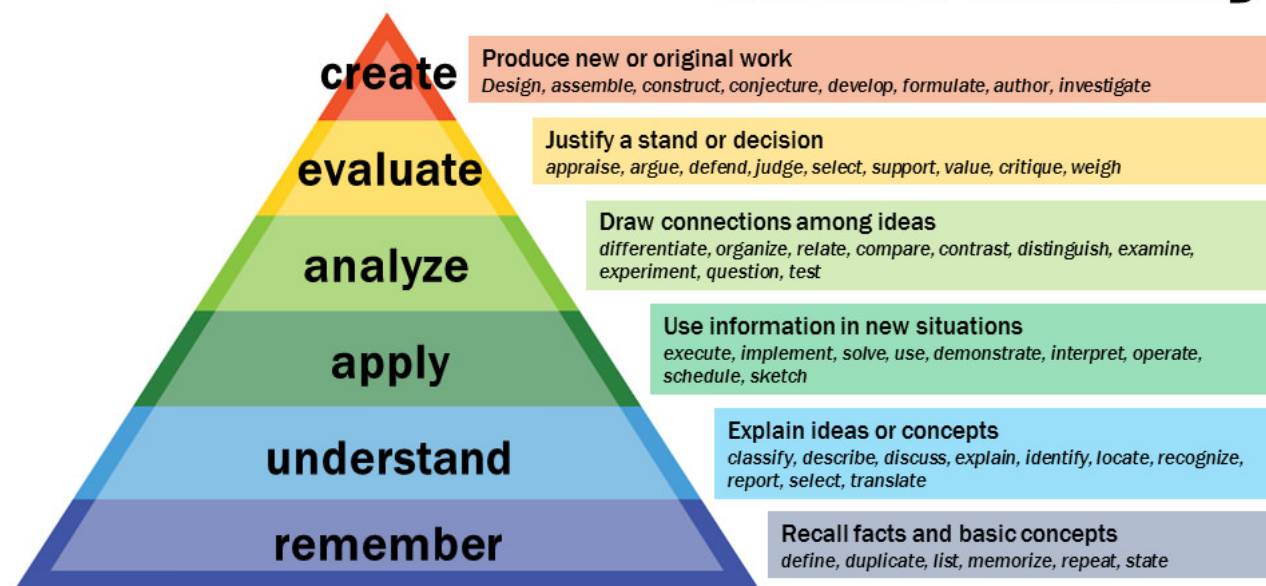 create
Produce new or original work
Design, assemble, construct, conjecture, develop, formulate, author, investigate
evaluate
Justify a stand or decision
appraise, argue, defend, judge, select, support, value, critique, weigh
analyze
Draw connections among ideas
differentiate, organize, relate, compare, contrast, distinguish, examine,
experiment, question, test
apply
Use information in new situations
execute, implement, solve, use, demonstrate, interpret, operate,
schedule, sketch
understand
Explain ideas or concepts
classify, describe, discuss, explain, identify, locate, recognize,
report, select, translate
remember
Recall facts and basic concepts
define, duplicate, list, memorize, repeat, state